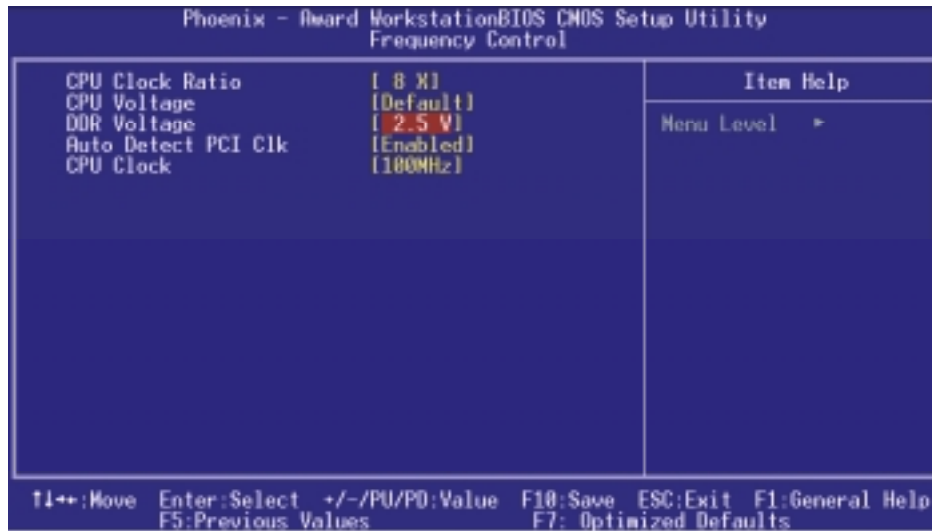 Phoenix - Award WorkstationBIOS CMOS Setup Utility
Frequency Control
CPU Clock Ratio [ 8 X]
CPU Voltage [Default]
DDR Voltage [ 2.5 V]
Auto Detect PCI Clk [Enabled]
CPU Clock [100MHz]
Item Help
Menu Level ►
↑↓→←:Move Enter:Select +/-/PU/PD:Value F10:Save ESC:Exit F1:General Help
F5:Previous Values F7: Optimized Defaults